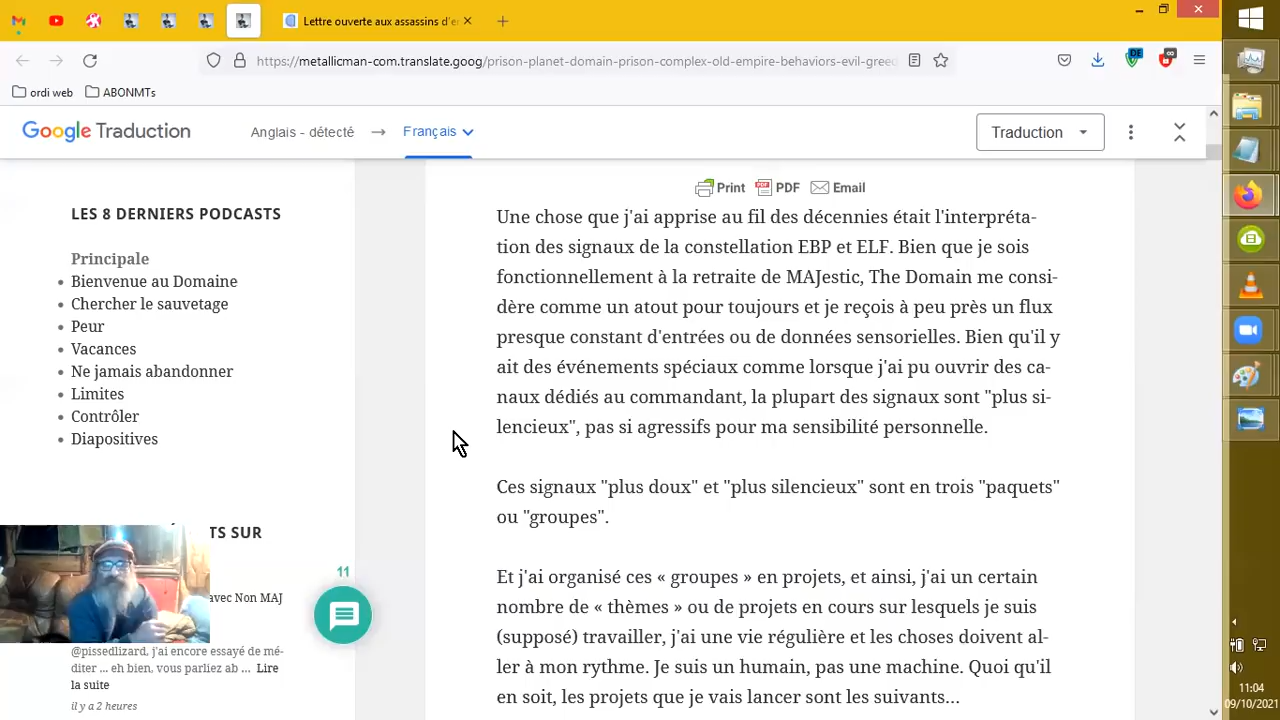 Lettre ouverte aux assassins d'e
https://metallicman-com.translate.goog/prison-planet-domain-prison-complex-old-empire-behaviors-evil-greed
DE
∞
ordi web
ABONMTs
Google Traduction
Anglais - détecté
Français
Traduction
LES 8 DERNIERS PODCASTS
Principale
Bienvenue au Domaine
Chercher le sauvetage
Peur
Vacances
Ne jamais abandonner
Limites
Contrôler
Diapositives
TS SUR
avec Non MAJ
@pissedlizard, j'ai encore essayé de mé-
diter ... eh bien, vous parliez ab ... Lire
la suite
il y a 2 heures
11
Print
PDF
Email
Une chose que j'ai apprise au fil des décennies était l'interpréta-
tion des signaux de la constellation EBP et ELF. Bien que je sois
fonctionnellement à la retraite de MAJestic, The Domain me consi-
dère comme un atout pour toujours et je reçois à peu près un flux
presque constant d'entrées ou de données sensorielles. Bien qu'il y
ait des événements spéciaux comme lorsque j'ai pu ouvrir des ca-
naux dédiés au commandant, la plupart des signaux sont "plus si-
lencieux", pas si agressifs pour ma sensibilité personnelle.
Ces signaux "plus doux" et "plus silencieux" sont en trois "paquets"
ou "groupes".
Et j'ai organisé ces « groupes » en projets, et ainsi, j'ai un certain
nombre de « thèmes » ou de projets en cours sur lesquels je suis
(supposé) travailler, j'ai une vie régulière et les choses doivent al-
ler à mon rythme. Je suis un humain, pas une machine. Quoi qu'il
en soit, les projets que je vais lancer sont les suivants...
11:04
09/10/2021